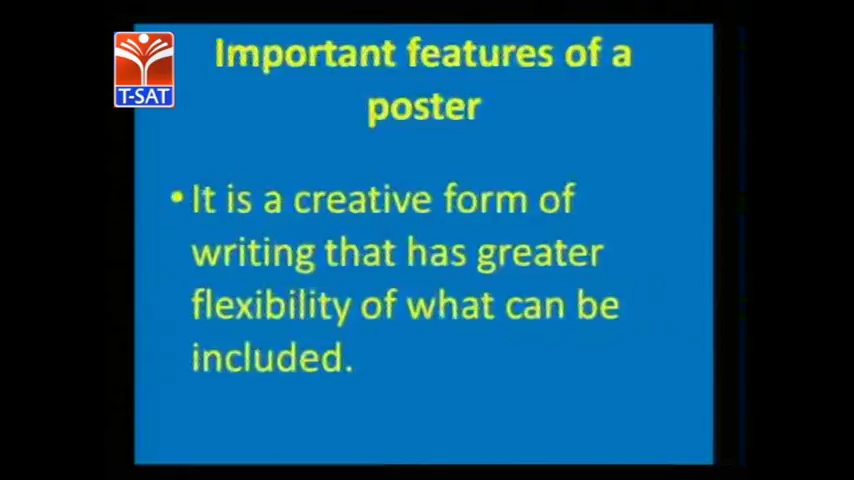 Important features of a
poster
T-SAT
• It is a creative form of
writing that has greater
flexibility of what can be
included.